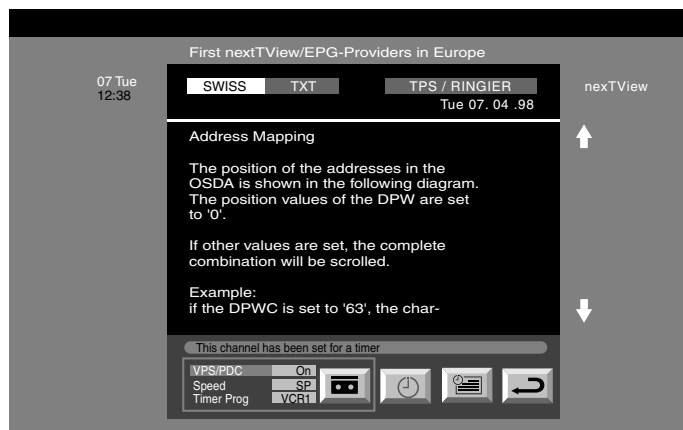 First nextTView/EPG-Providers in Europe
07 Tue
12:38
SWISS TXT TPS / RINGIER
Tue 07. 04 .98
nexTView
Address Mapping
The position of the addresses in the
OSDA is shown in the following diagram.
The position values of the DPW are set
to '0'.
If other values are set, the complete
combination will be scrolled.
Example:
if the DPWC is set to '63', the char-
This channel has been set for a timer
VPS/PDC On
Speed SP
Timer Prog VCR1